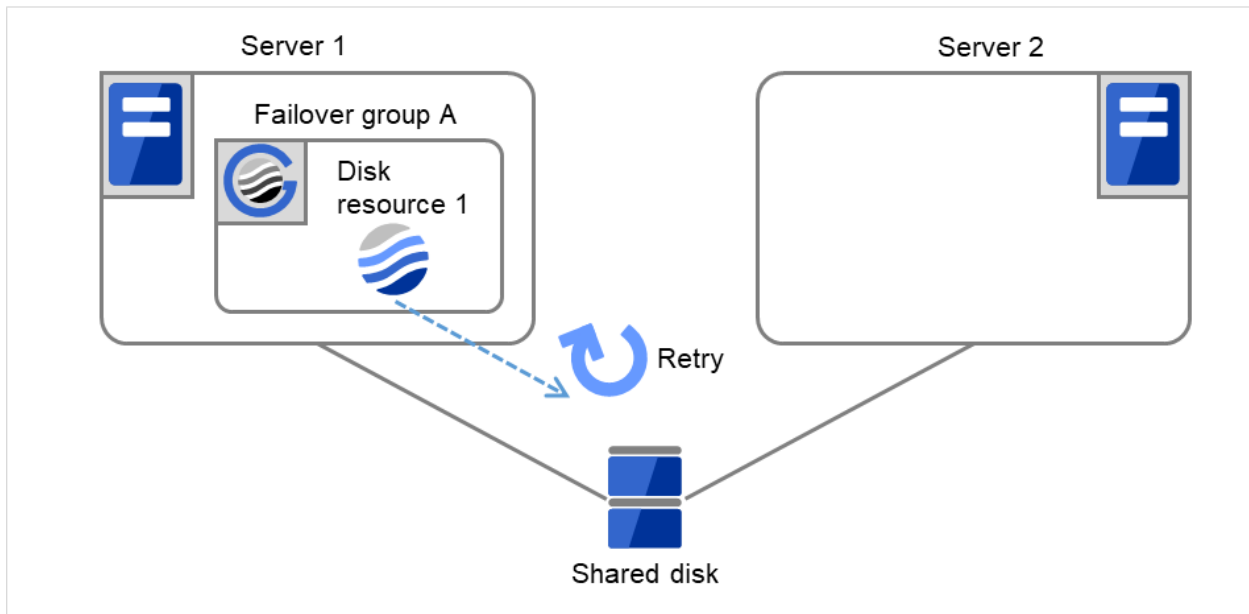 Server 1
Server 2
Failover group A
Disk
resource 1
Retry
Shared disk